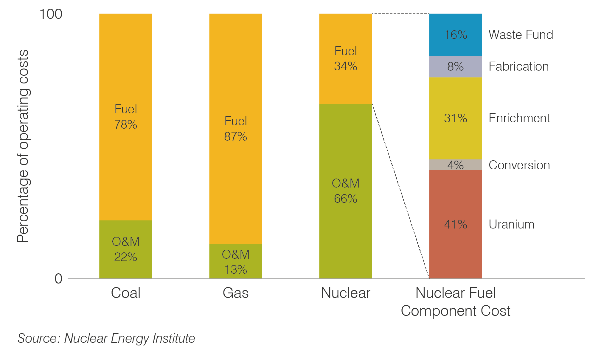 100
Percentage of operating costs
0
Fuel
78%
O&M
22%
Coal
Fuel
87%
O&M
13%
Gas
Fuel
34%
O&M
66%
Nuclear
16% Waste Fund
8% Fabrication
31% Enrichment
4% Conversion
41% Uranium
Nuclear Fuel
Component Cost
Source: Nuclear Energy Institute